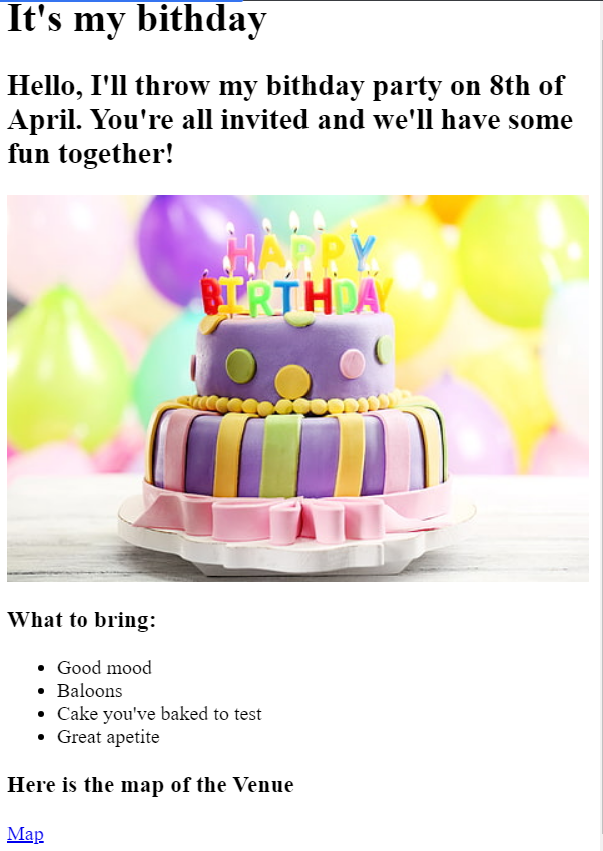 It's my bithday
Hello, I'll throw my bithday party on 8th of
April. You're all invited and we'll have some
fun together!
HAPPY
BIRTHDAY
What to bring:
Good mood
Baloons
Cake you've baked to test
Great apetite
Here is the map of the Venue
Map